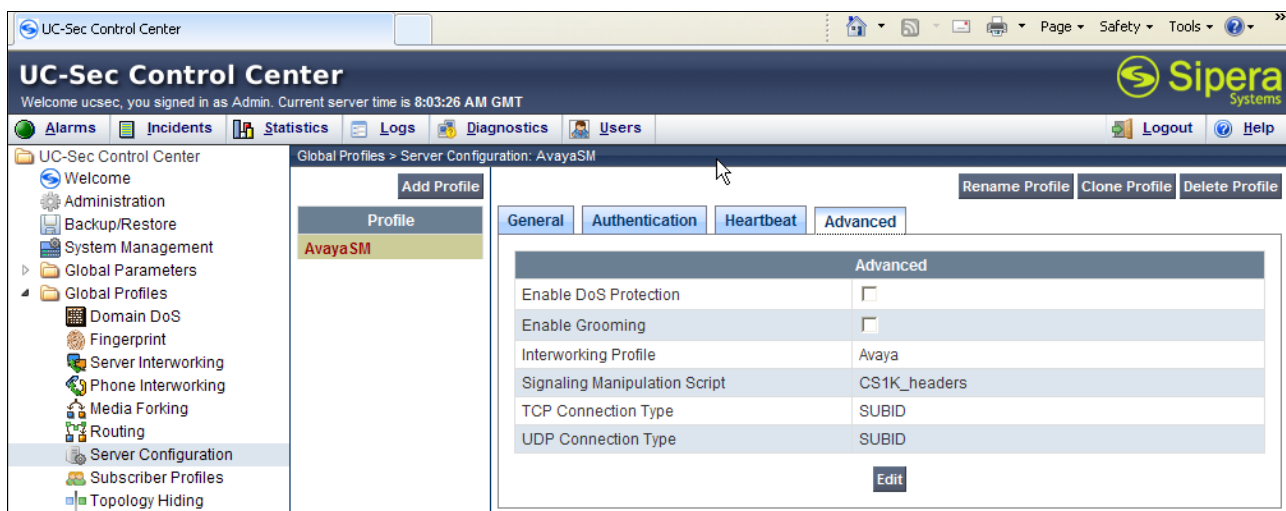 UC-Sec Control Center
Page
Safety
Tools
»
UC-Sec Control Center
Sipera
Systems
Welcome ucsec, you signed in as Admin. Current server time is 8:03:26 AM GMT
Alarms
Incidents
Statistics
Logs
Diagnostics
Users
Logout
Help
UC-Sec Control Center
Welcome
Administration
Backup/Restore
System Management
Global Parameters
Global Profiles
Domain DoS
Fingerprint
Server Interworking
Phone Interworking
Media Forking
Routing
Server Configuration
Subscriber Profiles
Topology Hiding
Global Profiles > Server Configuration: AvayaSM
Add Profile
Profile
AvayaSM
Rename Profile
Clone Profile
Delete Profile
General
Authentication
Heartbeat
Advanced
Advanced
Enable DoS Protection
Enable Grooming
Interworking Profile Avaya
Signaling Manipulation Script CS1K_headers
TCP Connection Type SUBID
UDP Connection Type SUBID
Edit